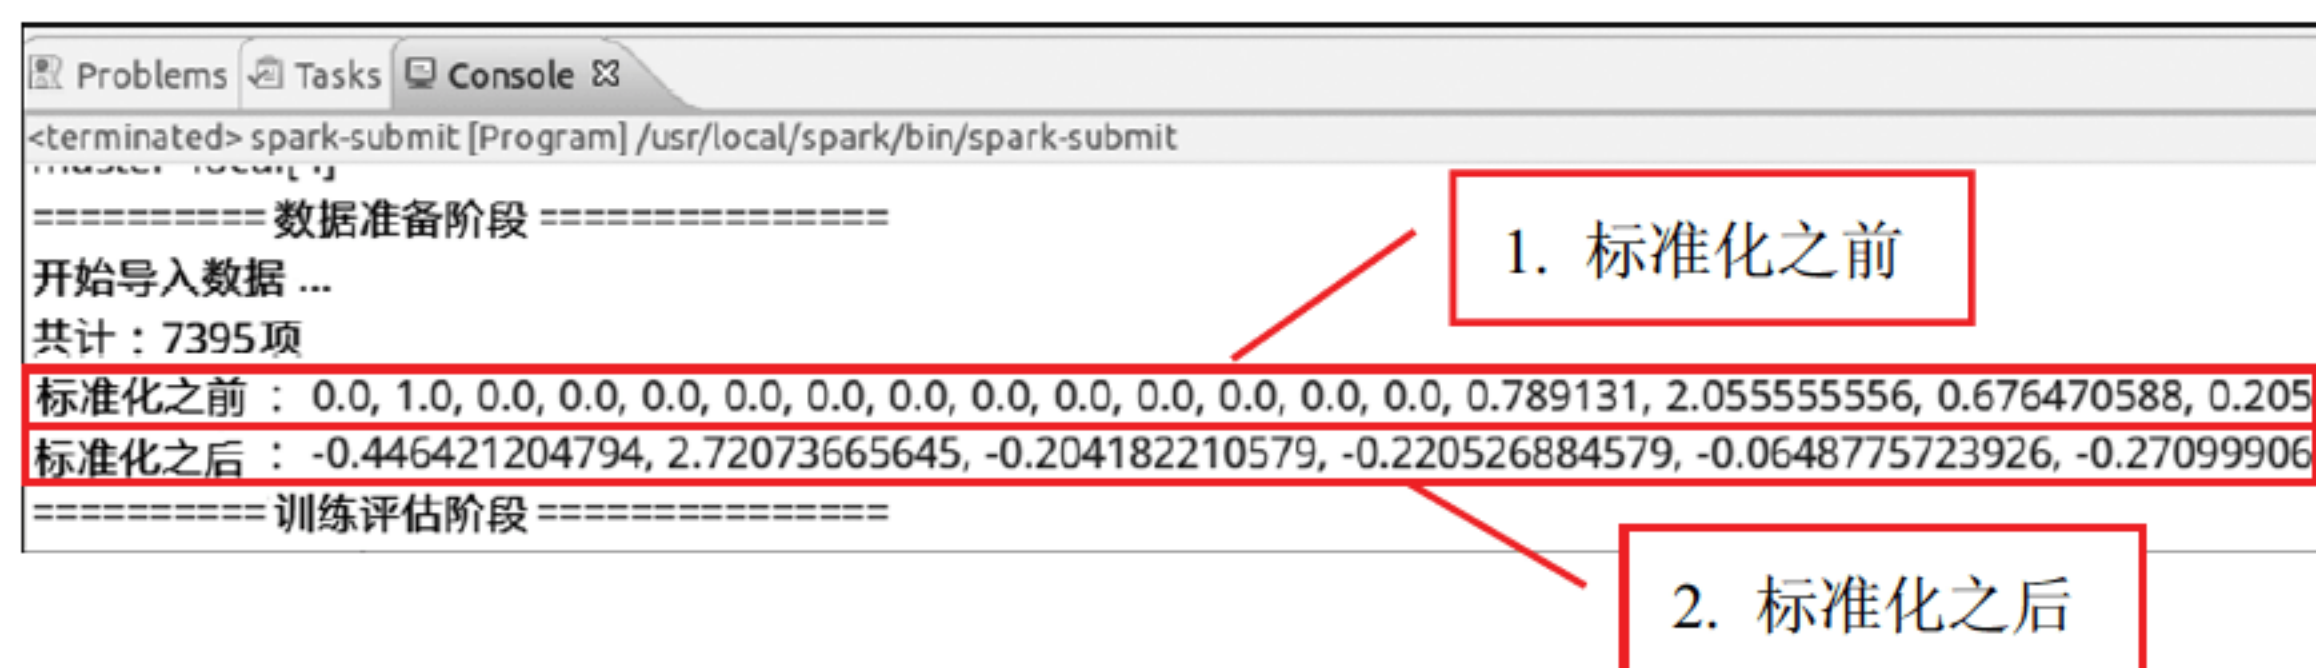 Problems Tasks Console
<terminated> spark-submit [Program] /usr/local/spark/bin/spark-submit
========== 数据准备阶段 ===============
开始导入数据 ...
共计：7395项
标准化之前 ： 0.0, 1.0, 0.0, 0.0, 0.0, 0.0, 0.0, 0.0, 0.0, 0.0, 0.0, 0.0, 0.0, 0.0, 0.789131, 2.055555556, 0.676470588, 0.205
标准化之后 ： -0.446421204794, 2.72073665645, -0.204182210579, -0.220526884579, -0.0648775723926, -0.27099906
========== 训练评估阶段 ===============
1. 标准化之前
2. 标准化之后